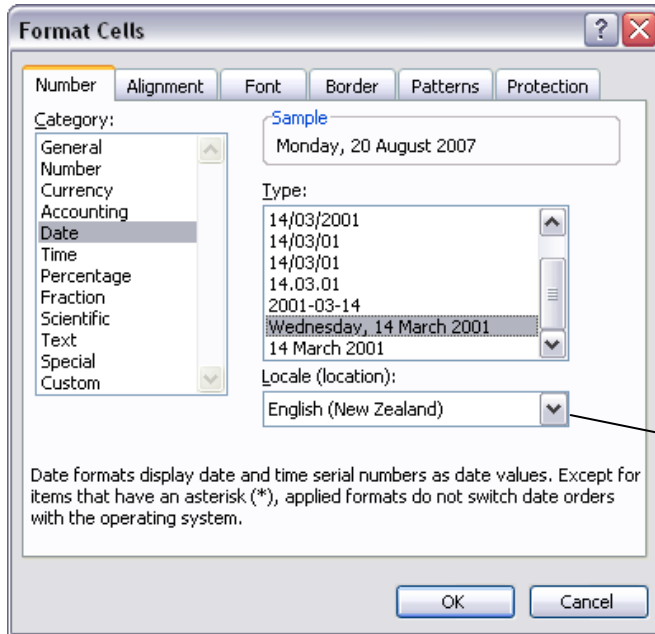 Format Cells
Number
Alignment
Font
Border
Patterns
Protection
Category:
General
Number
Currency
Accounting
Date
Time
Percentage
Fraction
Scientific
Text
Special
Custom
Sample
Monday, 20 August 2007
Type:
14/03/2001
14/03/01
14/03/01
14.03.01
2001-03-14
Wednesday, 14 March 2001
14 March 2001
Locale (location):
English (New Zealand)
Date formats display date and time serial numbers as date values. Except for
items that have an asterisk (*), applied formats do not switch date orders
with the operating system.
OK
Cancel